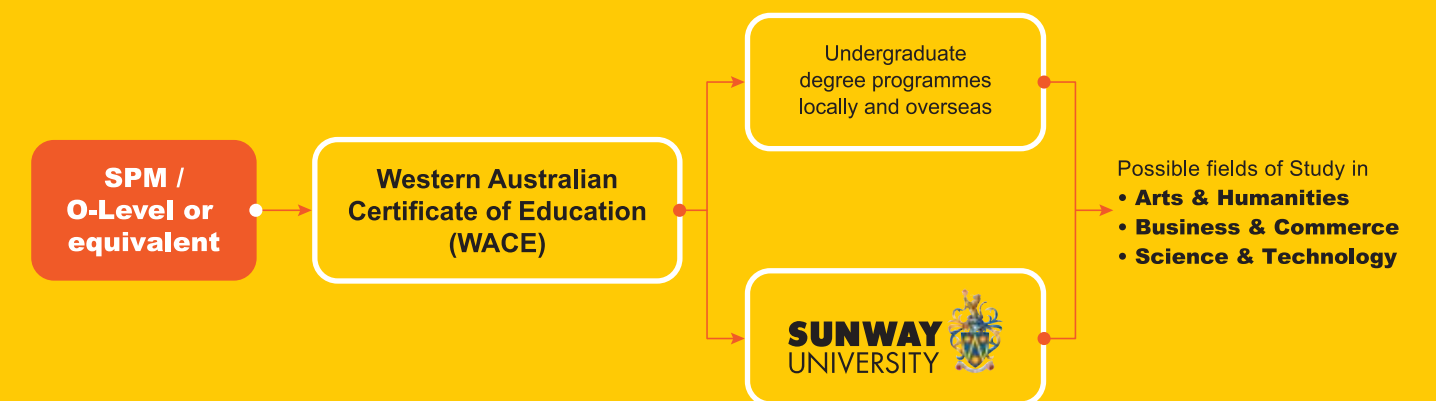 SPM /
O-Level or
equivalent
Western Australian
Certificate of Education
(WACE)
Undergraduate
degree programmes
locally and overseas
SUNWAY
UNIVERSITY
Possible fields of Study in
• Arts & Humanities
• Business & Commerce
• Science & Technology